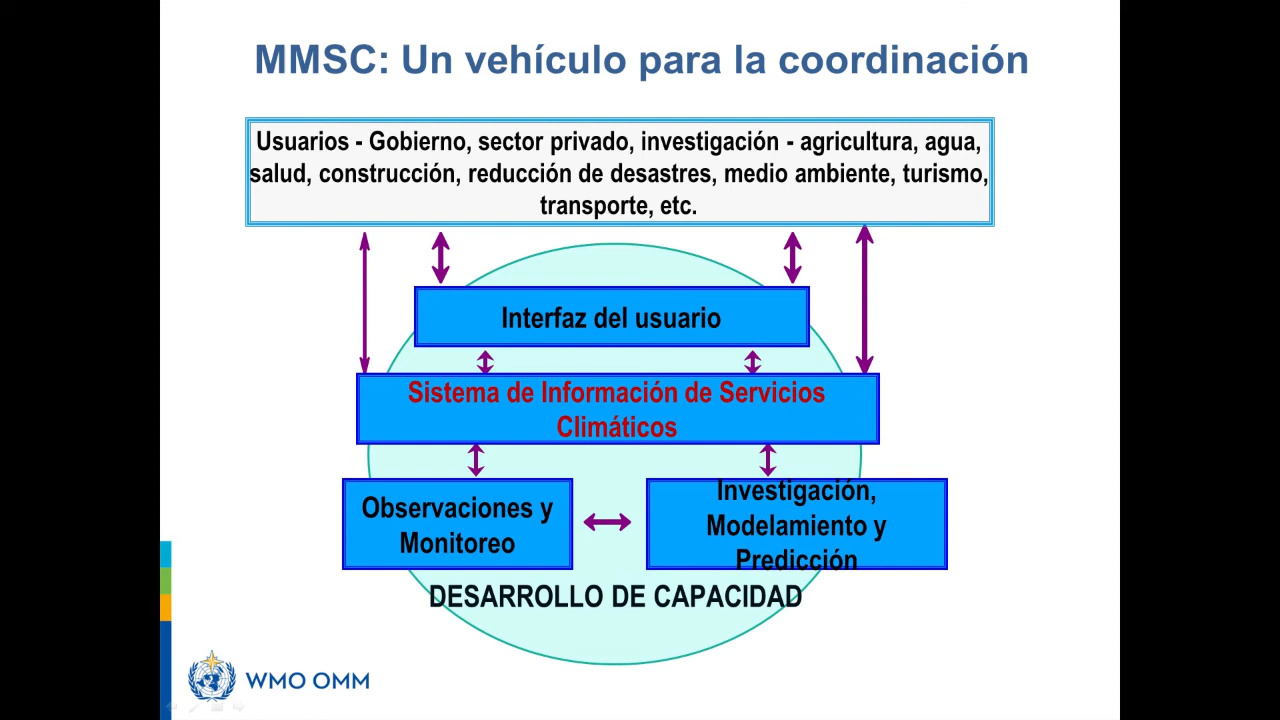 MMSC: Un vehículo para la coordinación
Usuarios - Gobierno, sector privado, investigación - agricultura, agua,
salud, construcción, reducción de desastres, medio ambiente, turismo,
transporte, etc.
Interfaz del usuario
Sistema de Información de Servicios
Climáticos
Observaciones y
Monitoreo
Investigación,
Modelamiento y
Predicción
DESARROLLO DE CAPACIDAD
WMO OMM